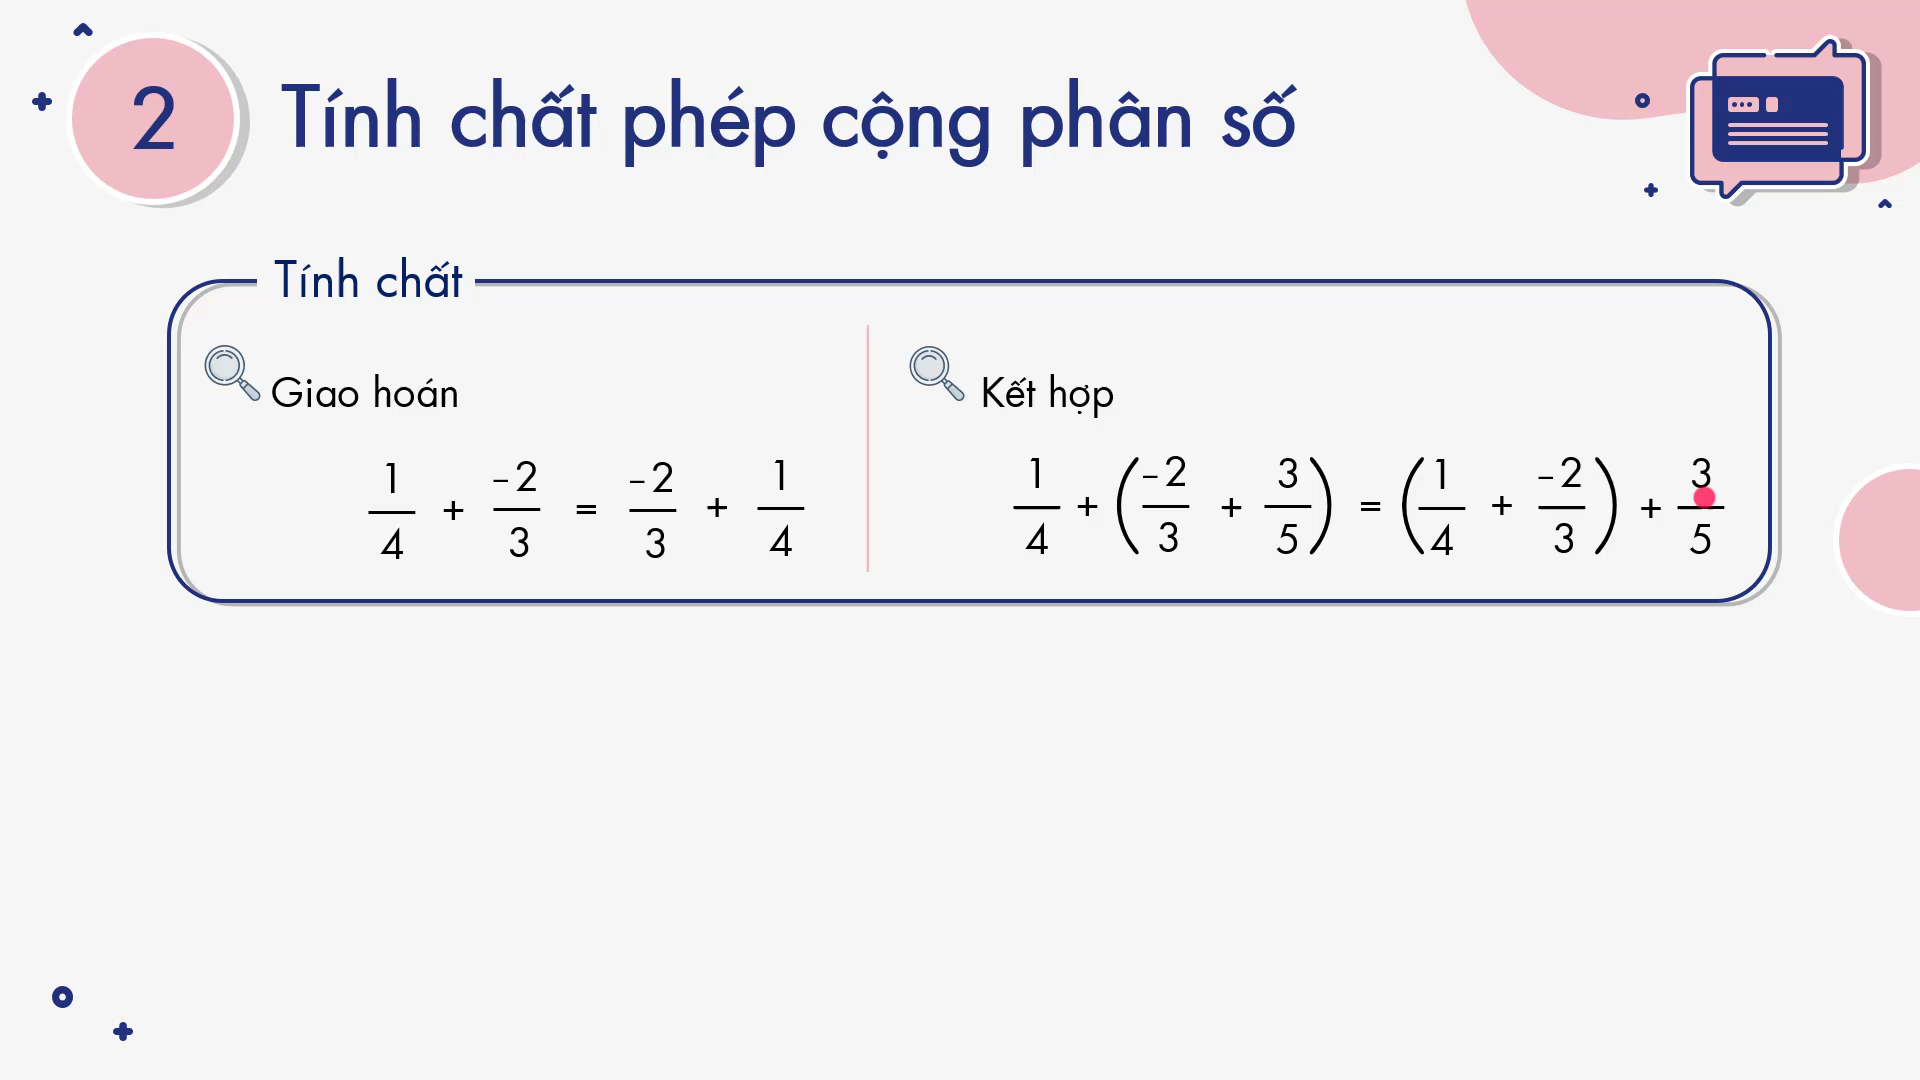 2
Tính chất phép cộng phân số
Tính chất
Giao hoán
1/4 + -2/3 = -2/3 + 1/4
Kết hợp
1/4 + (-2/3 + 3/5) = (1/4 + -2/3) + 3/5